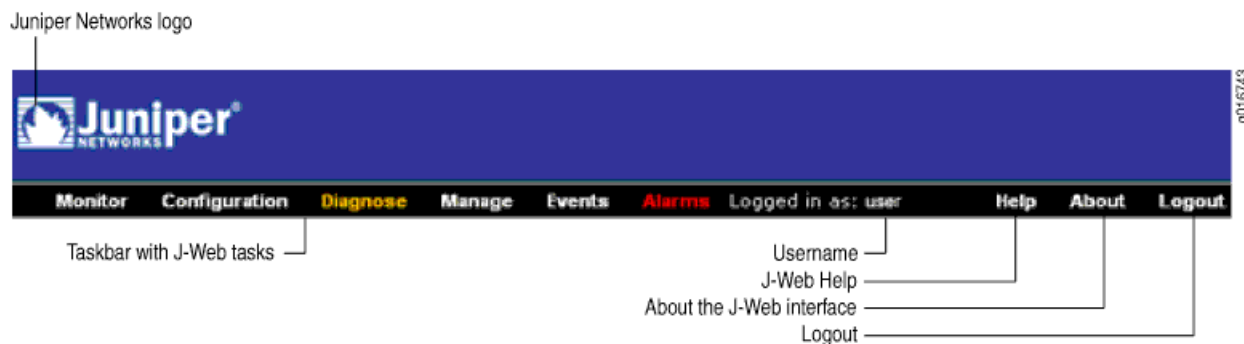 Juniper Networks logo
g016743
Juniper®
NETWORKS
Monitor Configuration Diagnose Manage Events Alarms Logged in as: user Help About Logout
Taskbar with J-Web tasks
Username
J-Web Help
About the J-Web interface
Logout